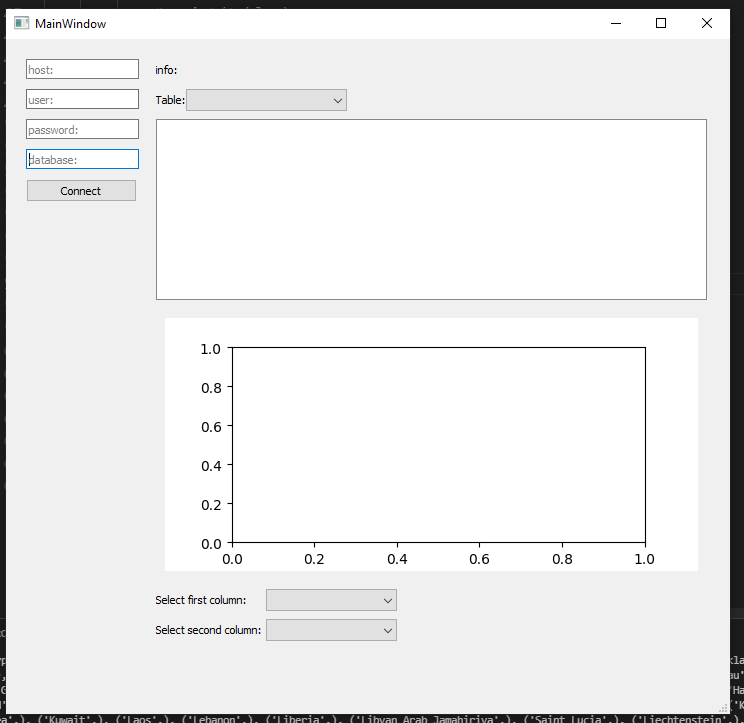 MainWindow
host:
info:
user:
Table:
password:
database:
Connect
1.0
0.8
0.6
0.4
0.2
0.0
0.0 0.2 0.4 0.6 0.8 1.0
Select first column:
Select second column:
('Kuwait',), ('Laos',), ('Lebanon',), ('Liberia',), ('Libyan Arab Jamahiriya',), ('Saint Lucia',), ('Liechtenstein',